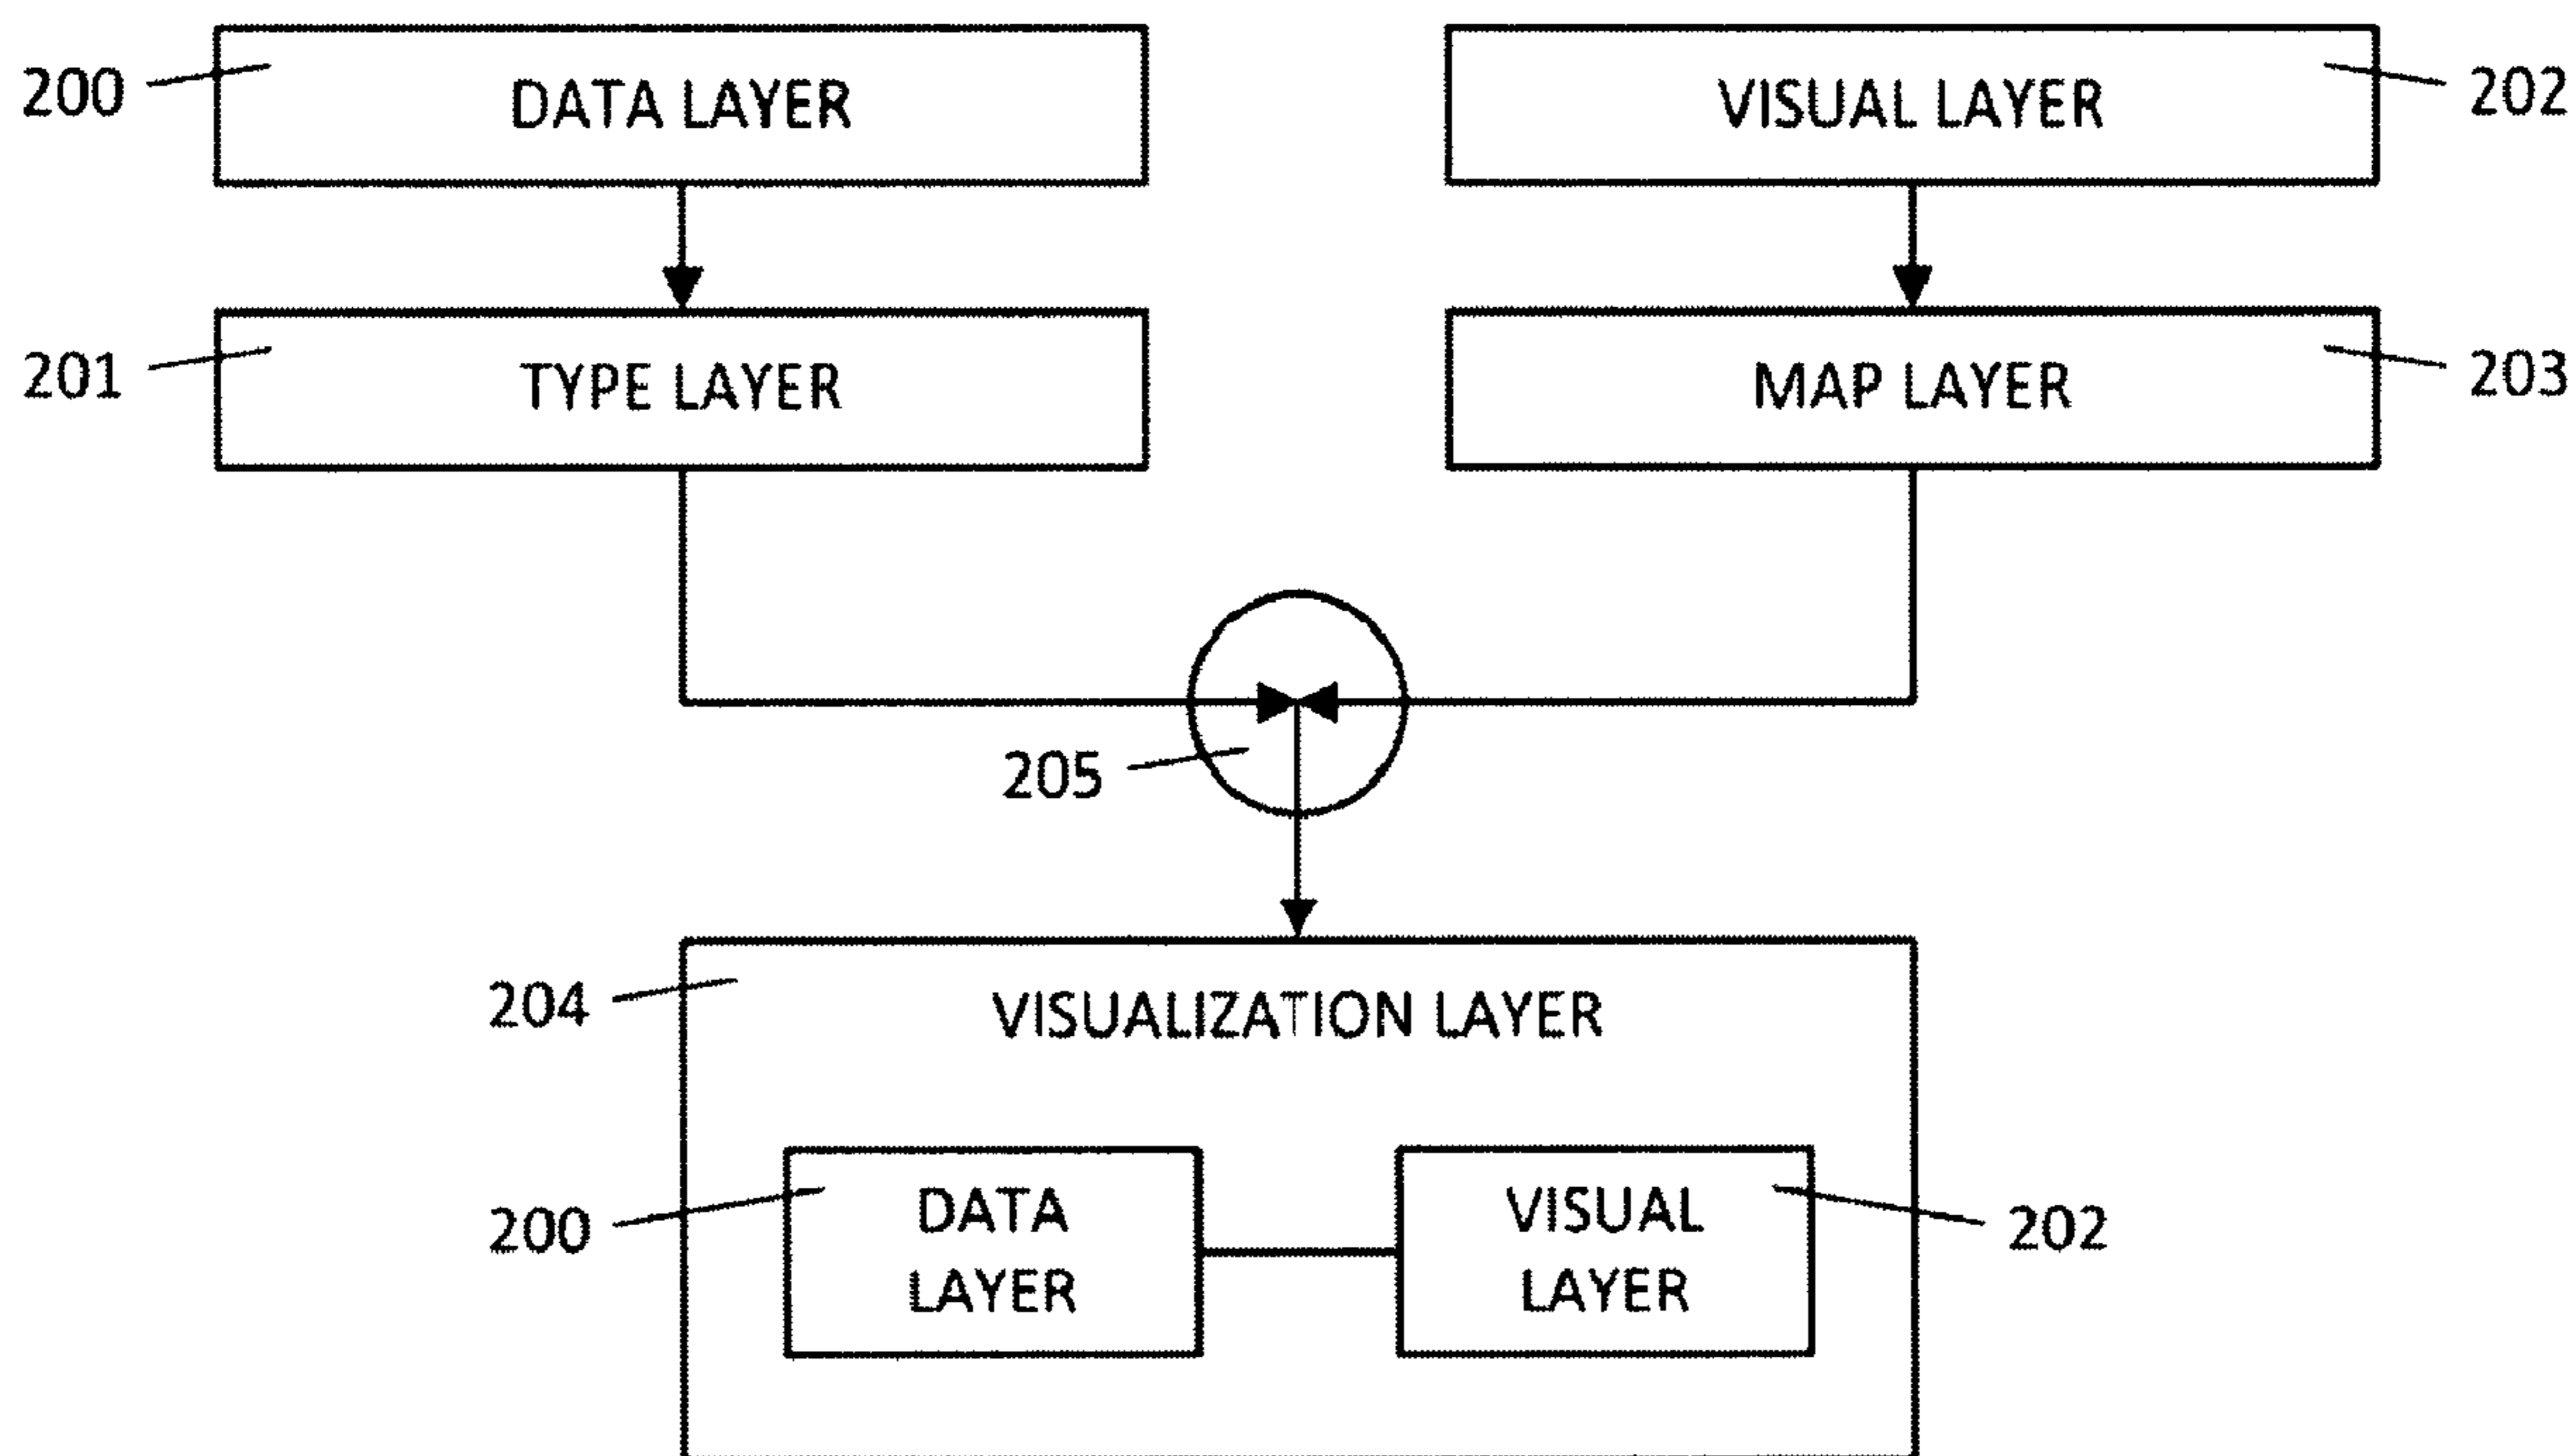 200
DATA LAYER
VISUAL LAYER
202
201
TYPE LAYER
MAP LAYER
203
205
204
VISUALIZATION LAYER
200
DATA
LAYER
VISUAL
LAYER
202